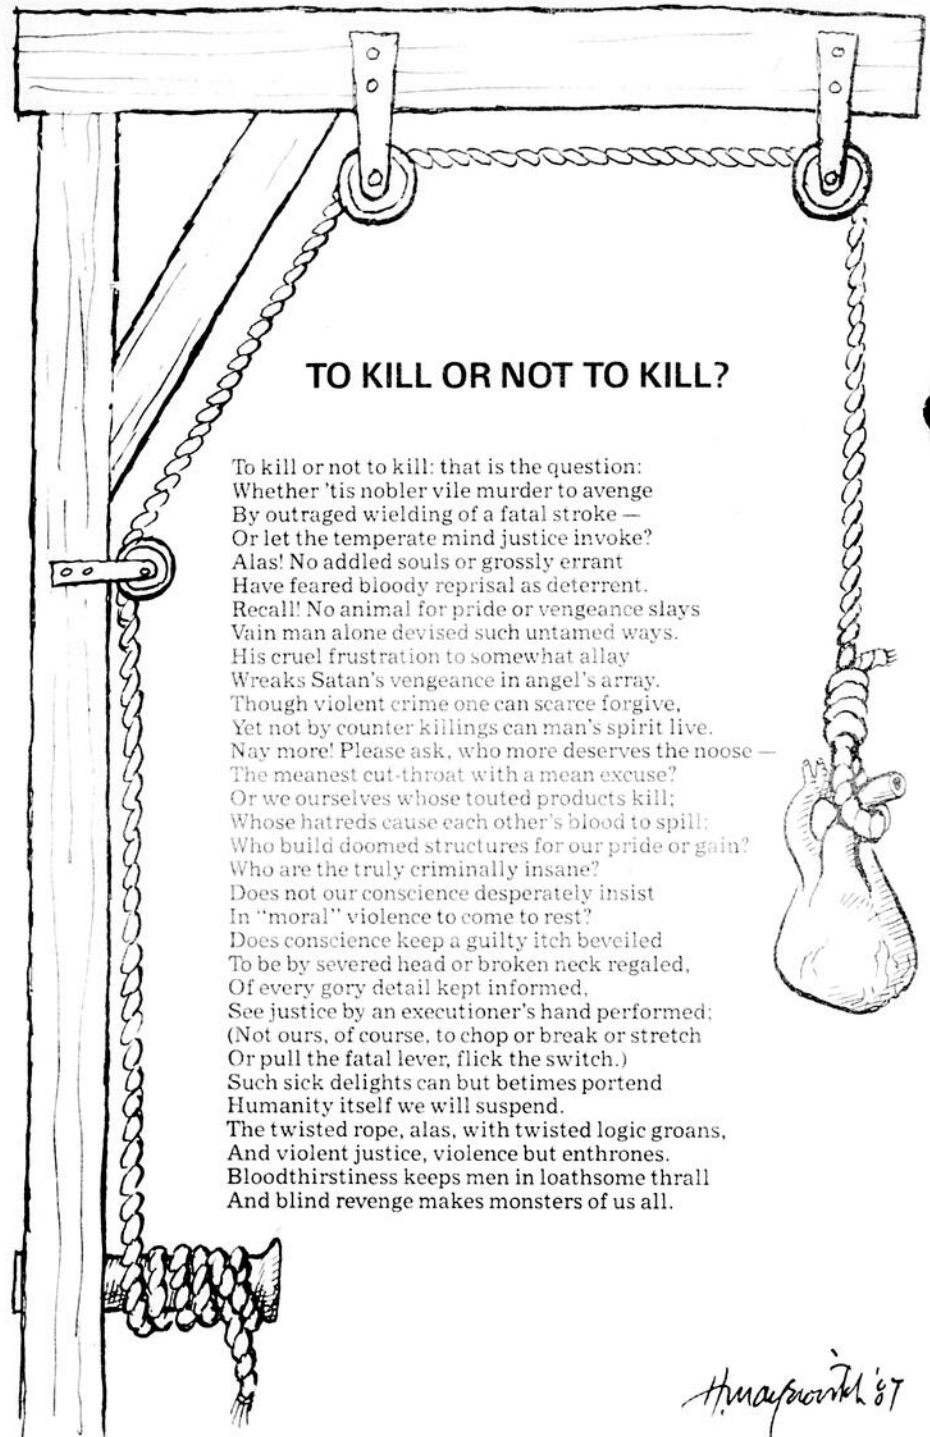 TO KILL OR NOT TO KILL?
To kill or not to kill: that is the question:
Whether 'tis nobler vile murder to avenge
By outraged wielding of a fatal stroke —
Or let the temperate mind justice invoke?
Alas! No addled souls or grossly errant
Have feared bloody reprisal as deterrent.
Recall! No animal for pride or vengeance slays
Vain man alone devised such untamed ways.
His cruel frustration to somewhat allay
Wreaks Satan's vengeance in angel's array.
Though violent crime one can scarce forgive,
Yet not by counter killings can man's spirit live.
Nay more! Please ask, who more deserves the noose —
The meanest cut-throat with a mean excuse?
Or we ourselves whose touted products kill;
Whose hatreds cause each other's blood to spill;
Who build doomed structures for our pride or gain?
Who are the truly criminally insane?
Does not our conscience desperately insist
In "moral" violence to come to rest?
Does conscience keep a guilty itch beveiled
To be by severed head or broken neck regaled,
Of every gory detail kept informed,
See justice by an executioner's hand performed;
(Not ours, of course, to chop or break or stretch
Or pull the fatal lever, flick the switch.)
Such sick delights can but betimes portend
Humanity itself we will suspend.
The twisted rope, alas, with twisted logic groans,
And violent justice, violence but enthrones.
Bloodthirstiness keeps men in loathsome thrall
And blind revenge makes monsters of us all.